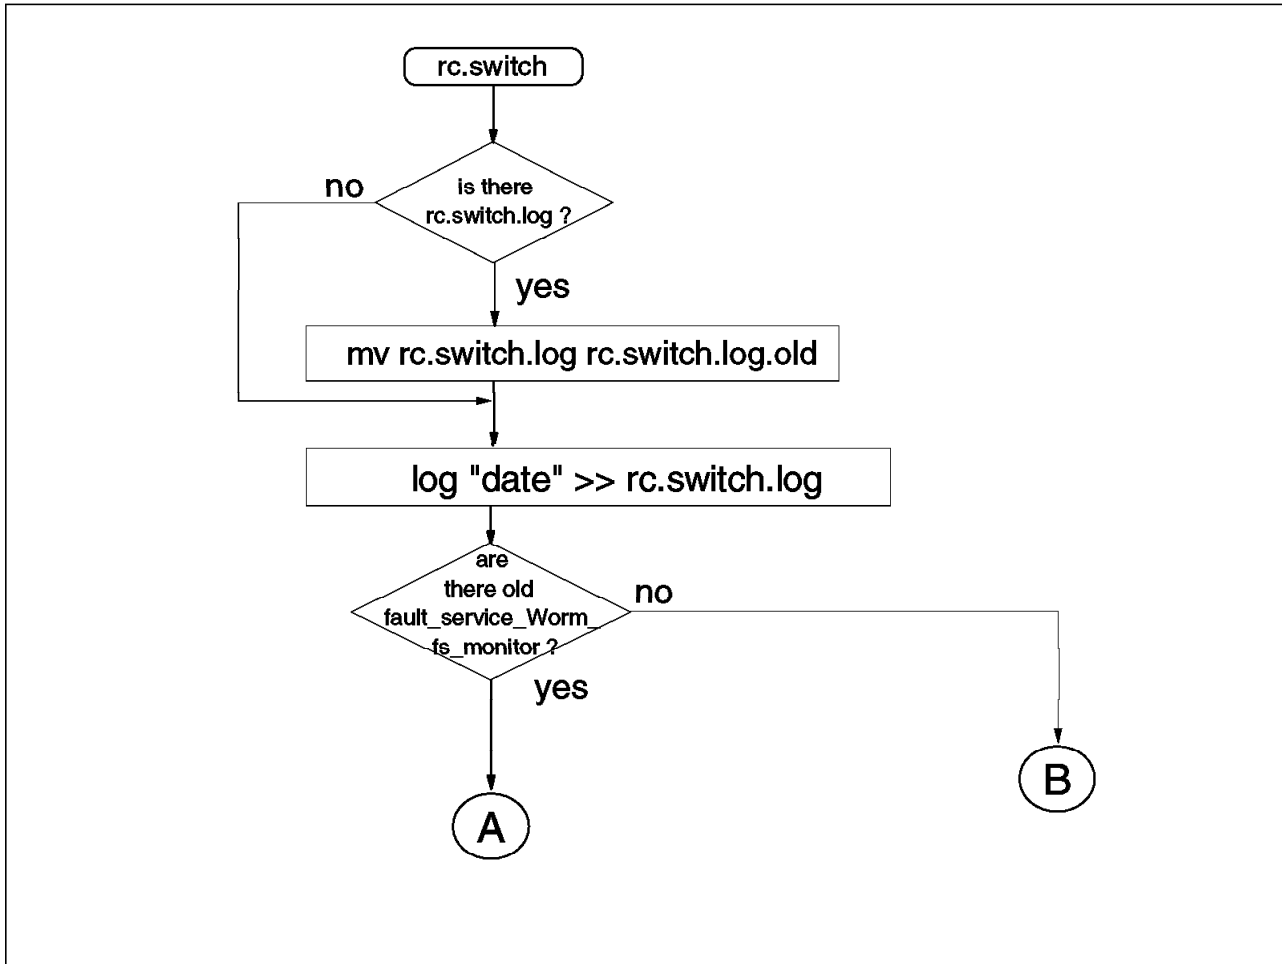 rc.switch
no
is there
rc.switch.log ?
yes
mv rc.switch.log rc.switch.log.old
log "date" >> rc.switch.log
are
there old
fault_service_Worm_
fs_monitor ?
no
yes
B
A